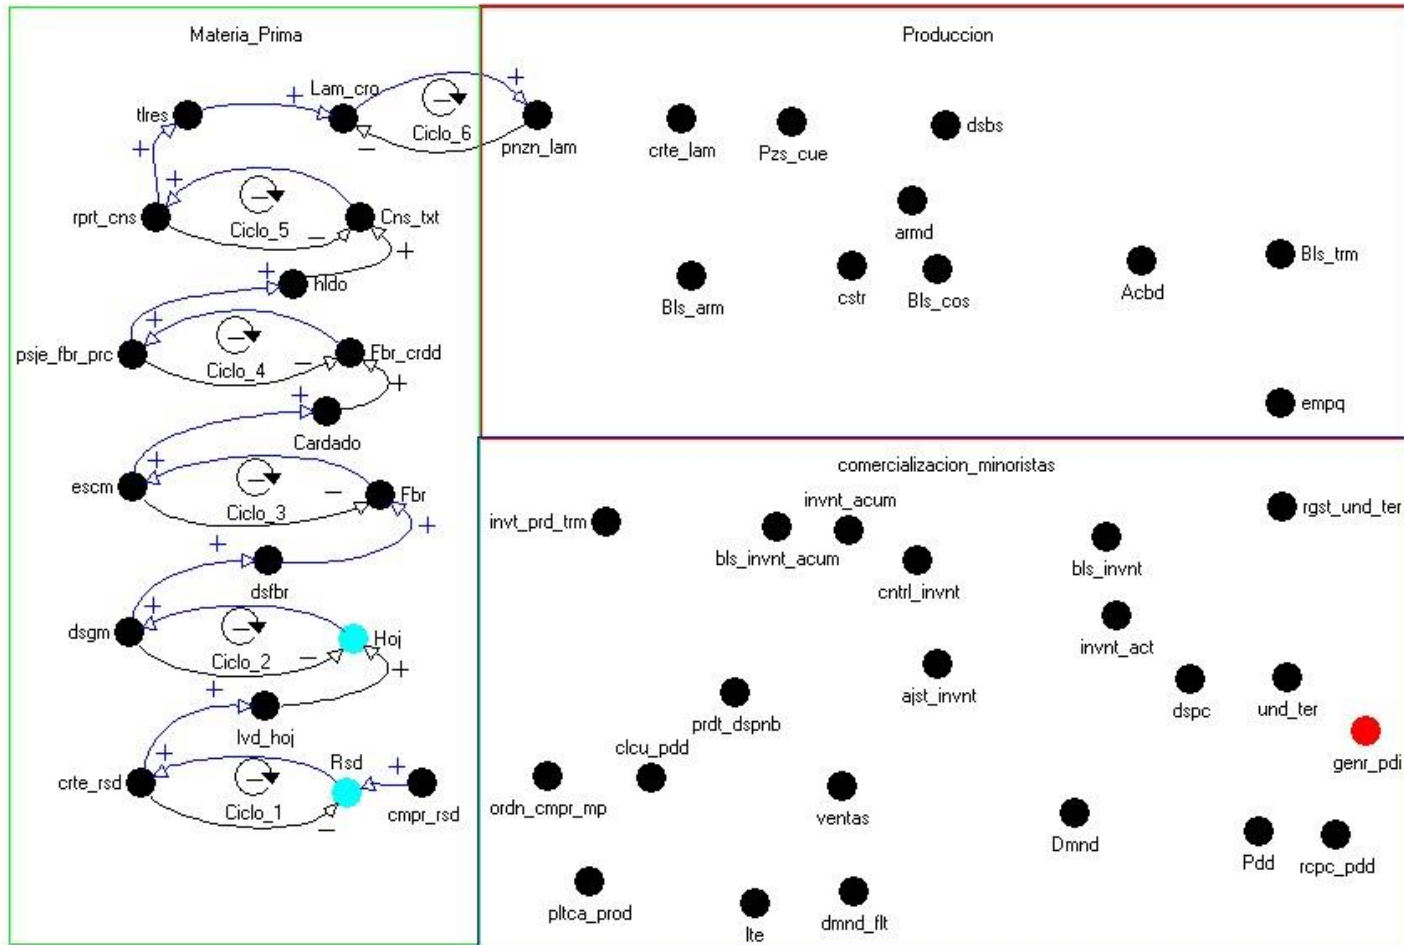 Materia_Prima
Lam_cro
+
+
+
tlres
Ciclo_6
pnzn_lam
+
+
rprt_cns
Ciclo_5
Cns_txt
+
+
hldo
+
psje_fbr_prc
Ciclo_4
Fbr_crdd
+
+
Cardado
+
escm
Ciclo_3
Fbr
+
+
dsfbr
+
dsgm
Ciclo_2
Hoj
+
+
lvd_hoj
Rsd
+
+
crte_rsd
Ciclo_1
cmpr_rsd
Produccion
crte_lam
Pzs_cue
dsbs
armd
Bls_trm
Bls_arm
cstr
Bls_cos
Acbd
empq
comercializacion_minoristas
invt_prd_trm
invnt_acum
bls_invnt_acum
cntrl_invnt
bls_invnt
rgst_und_ter
invnt_act
ajst_invnt
prdt_dspnb
dspc
und_ter
genr_pdi
clcu_pdd
ordn_cmpr_mp
ventas
Dmnd
Pdd
rcpc_pdd
pltca_prod
lte
dmnd_flt